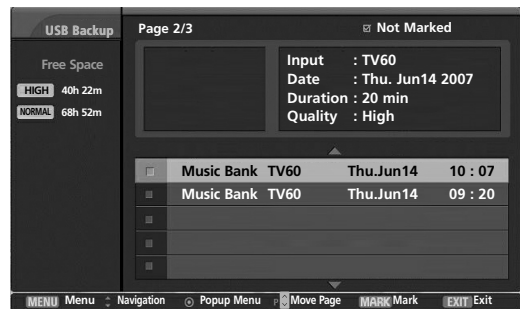 USB Backup
Page 2/3
Not Marked
Free Space
HIGH 40h 22m
NORMAL 68h 52m
Input : TV60
Date : Thu. Jun14 2007
Duration : 20 min
Quality : High
Music Bank TV60 Thu.Jun14 10 : 07
Music Bank TV60 Thu.Jun14 09 : 20
MENU Menu Navigation Popup Menu P Move Page MARK Mark EXIT Exit